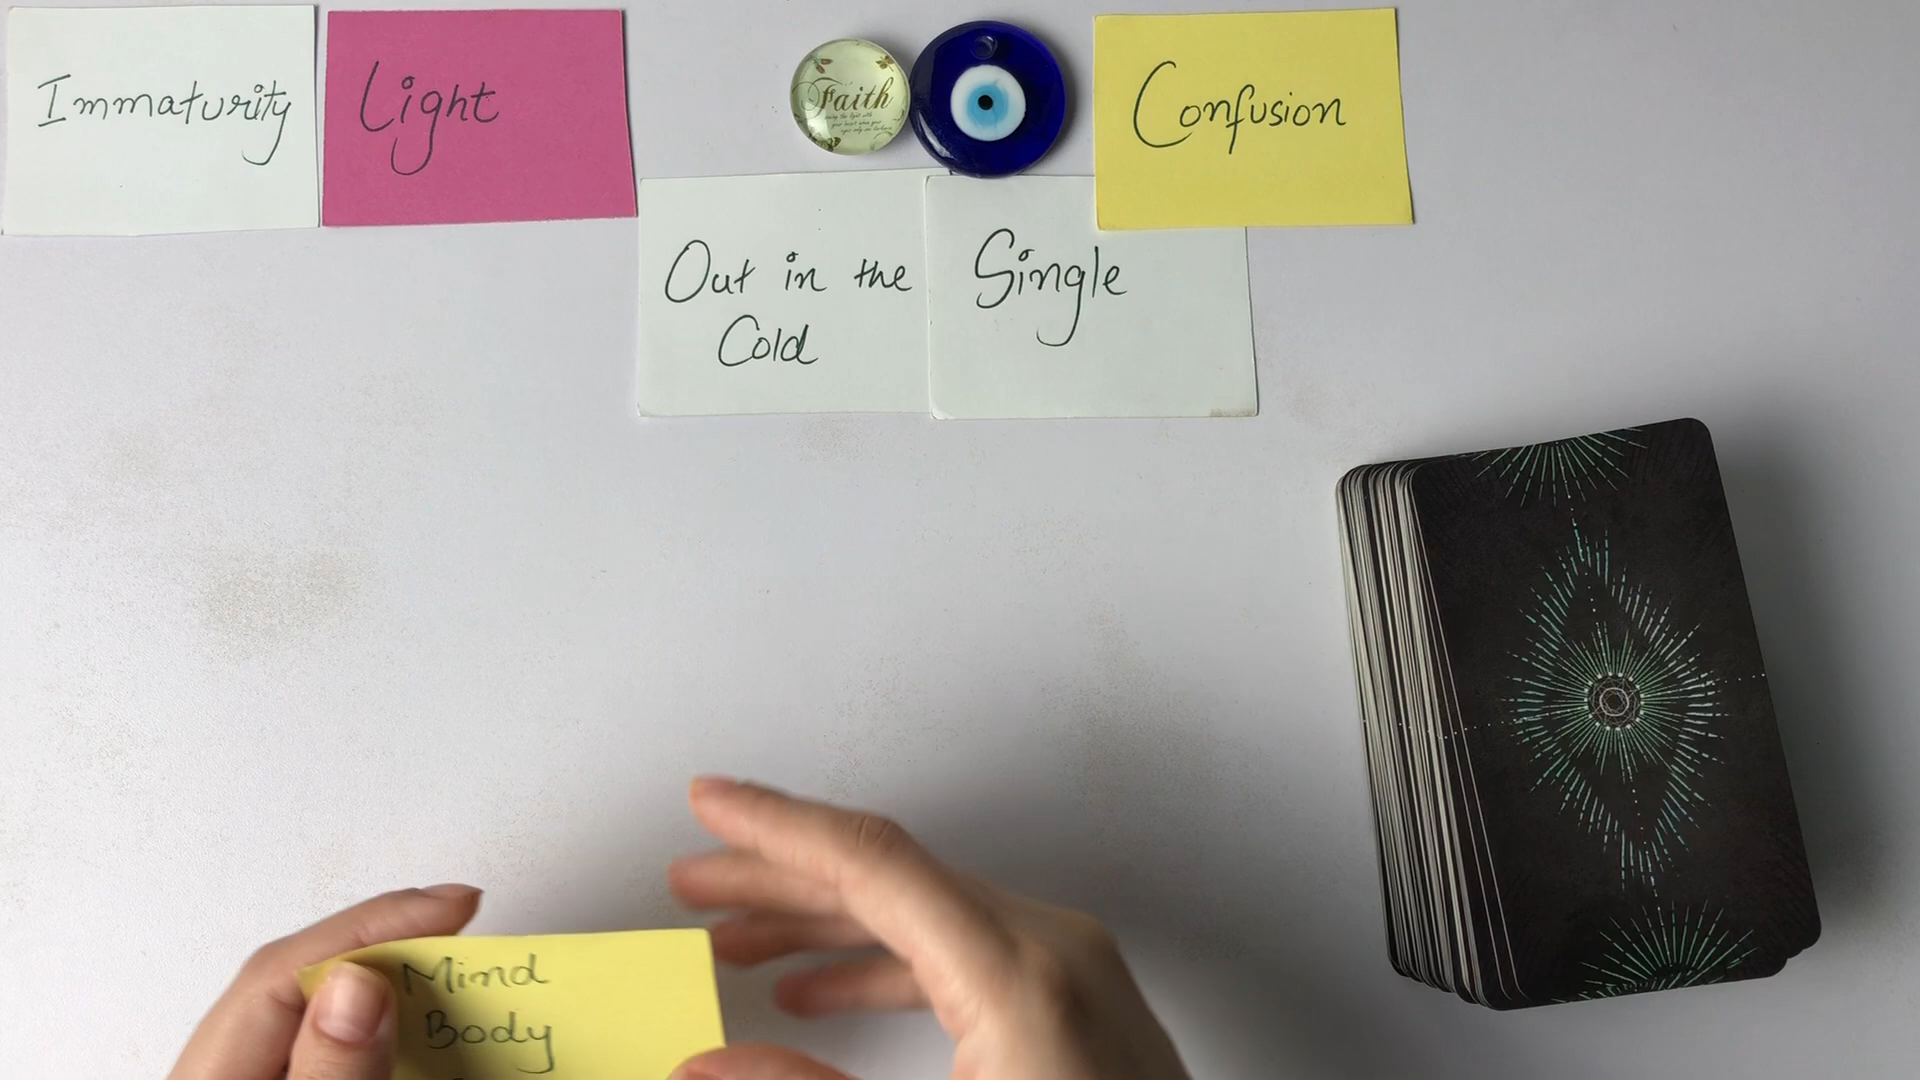 Immaturity
Light
Faith
Confusion
Out in the
Cold
Single
Mind
Body